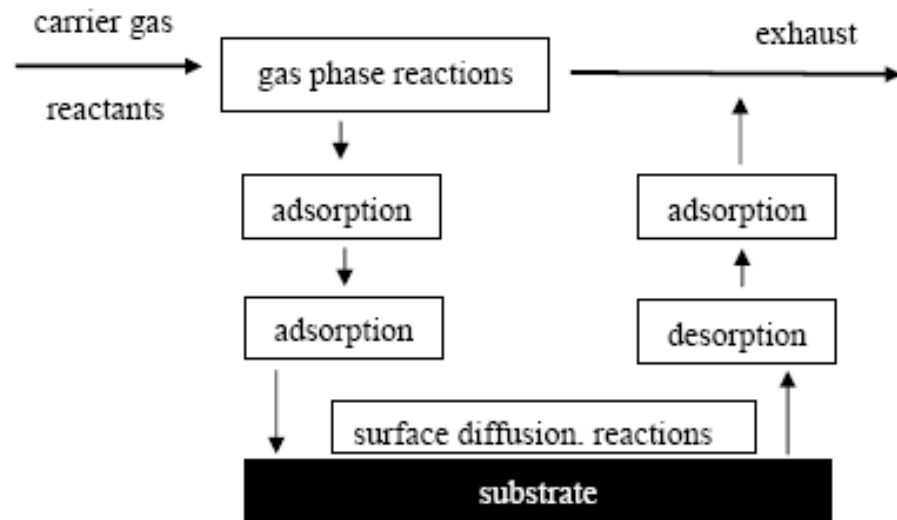 carrier gas
exhaust
gas phase reactions
reactants
adsorption
adsorption
adsorption
desorption
surface diffusion. reactions
substrate